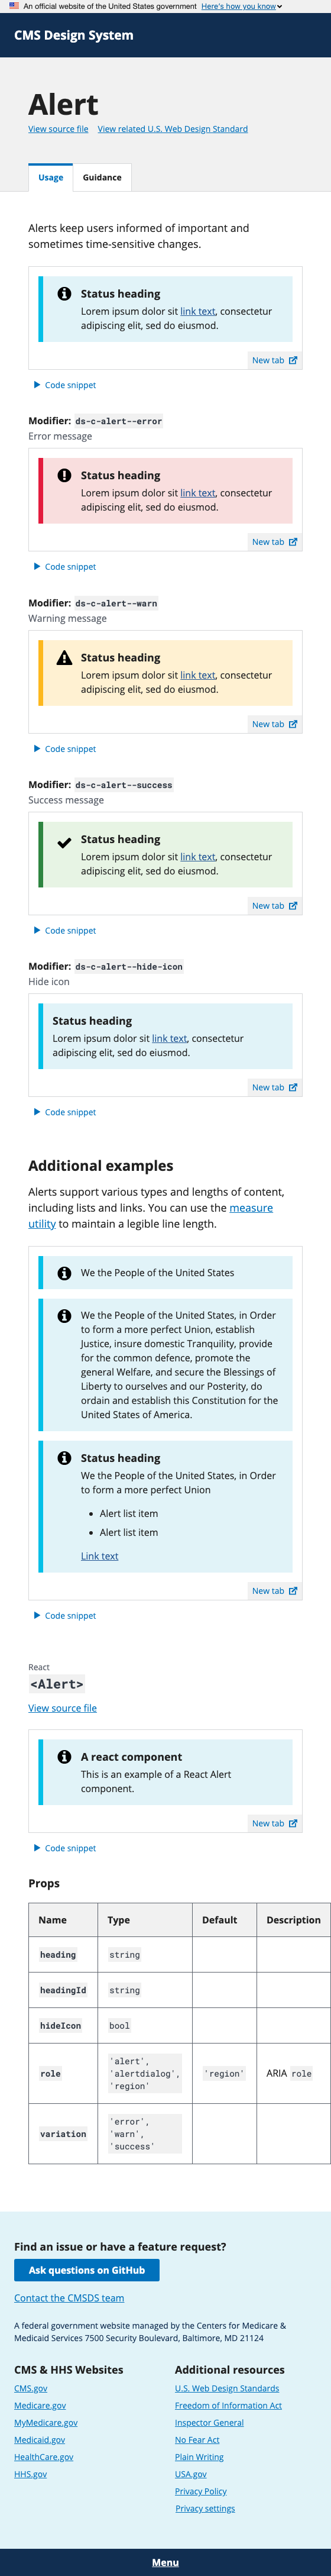 An official website of the United States government Here's how you know
CMS Design System
Alert
View source file View related U.S. Web Design Standard
Usage Guidance
Alerts keep users informed of important and
sometimes time-sensitive changes.
Status heading
Lorem ipsum dolor sit link text, consectetur
adipiscing elit, sed do eiusmod.
New tab
Code snippet
Modifier: ds-c-alert--error
Error message
Status heading
Lorem ipsum dolor sit link text, consectetur
adipiscing elit, sed do eiusmod.
New tab
Code snippet
Modifier: ds-c-alert--warn
Warning message
Status heading
Lorem ipsum dolor sit link text, consectetur
adipiscing elit, sed do eiusmod.
New tab
Code snippet
Modifier: ds-c-alert--success
Success message
Status heading
Lorem ipsum dolor sit link text, consectetur
adipiscing elit, sed do eiusmod.
New tab
Code snippet
Modifier: ds-c-alert--hide-icon
Hide icon
Status heading
Lorem ipsum dolor sit link text, consectetur
adipiscing elit, sed do eiusmod.
New tab
Code snippet
Additional examples
Alerts support various types and lengths of content,
including lists and links. You can use the measure
utility to maintain a legible line length.
We the People of the United States
We the People of the United States, in Order
to form a more perfect Union, establish
Justice, insure domestic Tranquility, provide
for the common defence, promote the
general Welfare, and secure the Blessings of
Liberty to ourselves and our Posterity, do
ordain and establish this Constitution for the
United States of America.
Status heading
We the People of the United States, in Order
to form a more perfect Union
• Alert list item
• Alert list item
Link text
New tab
Code snippet
React
<Alert>
View source file
A react component
This is an example of a React Alert
component.
New tab
Code snippet
Props
Name Type Default Description
heading string
headingId string
hideIcon bool
role 'alert', 'alertdialog', 'region' 'region' ARIA role
variation 'error', 'warn', 'success'
Find an issue or have a feature request?
Ask questions on GitHub
Contact the CMSDS team
A federal government website managed by the Centers for Medicare &
Medicaid Services 7500 Security Boulevard, Baltimore, MD 21124
CMS & HHS Websites
CMS.gov
Medicare.gov
MyMedicare.gov
Medicaid.gov
HealthCare.gov
HHS.gov
Additional resources
U.S. Web Design Standards
Freedom of Information Act
Inspector General
No Fear Act
Plain Writing
USA.gov
Privacy Policy
Privacy settings
Menu